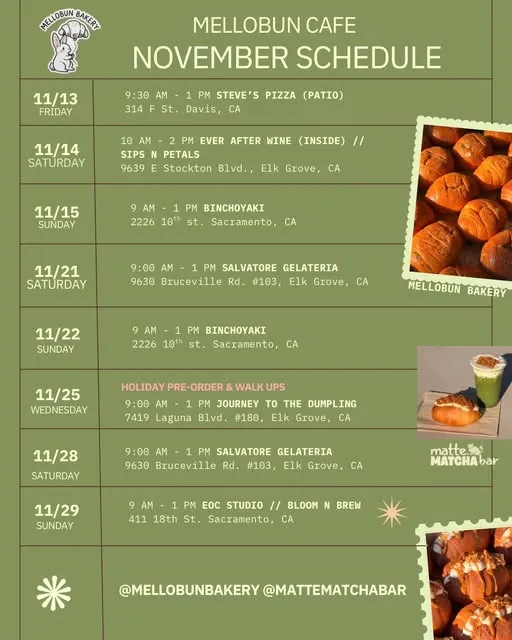 MELLOBUN BAKERY
MELLOBUN CAFE
NOVEMBER SCHEDULE
11/13
FRIDAY
9:30 AM - 1 PM STEVE'S PIZZA (PATIO)
314 F St. Davis, CA
11/14
SATURDAY
10 AM - 2 PM EVER AFTER WINE (INSIDE) //
SIPS N PETALS
9639 E Stockton Blvd., Elk Grove, CA
11/15
SUNDAY
9 AM - 1 PM BINCHOYAKI
2226 10th st. Sacramento, CA
11/21
SATURDAY
9:00 AM - 1 PM SALVATORE GELATERIA
9630 Bruceville Rd. #103, Elk Grove, CA
MELLOBUN BAKERY
11/22
SUNDAY
9 AM - 1 PM BINCHOYAKI
2226 10th st. Sacramento, CA
11/25
WEDNESDAY
HOLIDAY PRE-ORDER & WALK UPS
9:00 AM - 1 PM JOURNEY TO THE DUMPLING
7419 Laguna Blvd. #180, Elk Grove, CA
11/28
SATURDAY
9:00 AM - 1 PM SALVATORE GELATERIA
9630 Bruceville Rd. #103, Elk Grove, CA
matte
MATCHA bar
11/29
SUNDAY
9 AM - 1 PM EOC STUDIO // BLOOM N BREW
411 18th St. Sacramento, CA
@MELLOBUNBAKERY @MATTEMATCHABAR